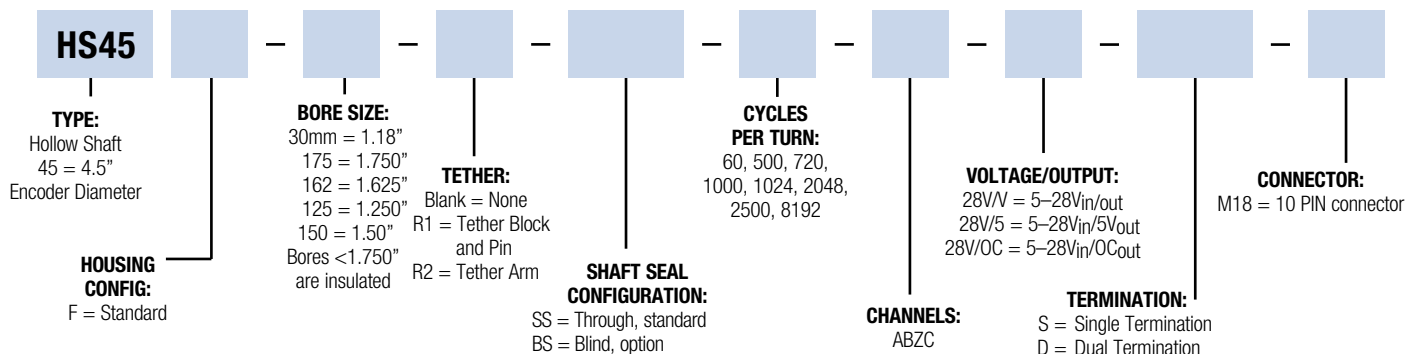 HS45 – – – – – – – –
TYPE:
Hollow Shaft
45 = 4.5”
Encoder Diameter
HOUSING
CONFIG:
F = Standard
BORE SIZE:
30mm = 1.18”
175 = 1.750”
162 = 1.625”
125 = 1.250”
150 = 1.50”
Bores <1.750”
are insulated
TETHER:
Blank = None
R1 = Tether Block
and Pin
R2 = Tether Arm
SHAFT SEAL
CONFIGURATION:
SS = Through, standard
BS = Blind, option
CYCLES
PER TURN:
60, 500, 720,
1000, 1024, 2048,
2500, 8192
CHANNELS:
ABZC
VOLTAGE/OUTPUT:
28V/V = 5–28Vin/out
28V/5 = 5–28Vin/5Vout
28V/OC = 5–28Vin/OCout
TERMINATION:
S = Single Termination
D = Dual Termination
CONNECTOR:
M18 = 10 PIN connector